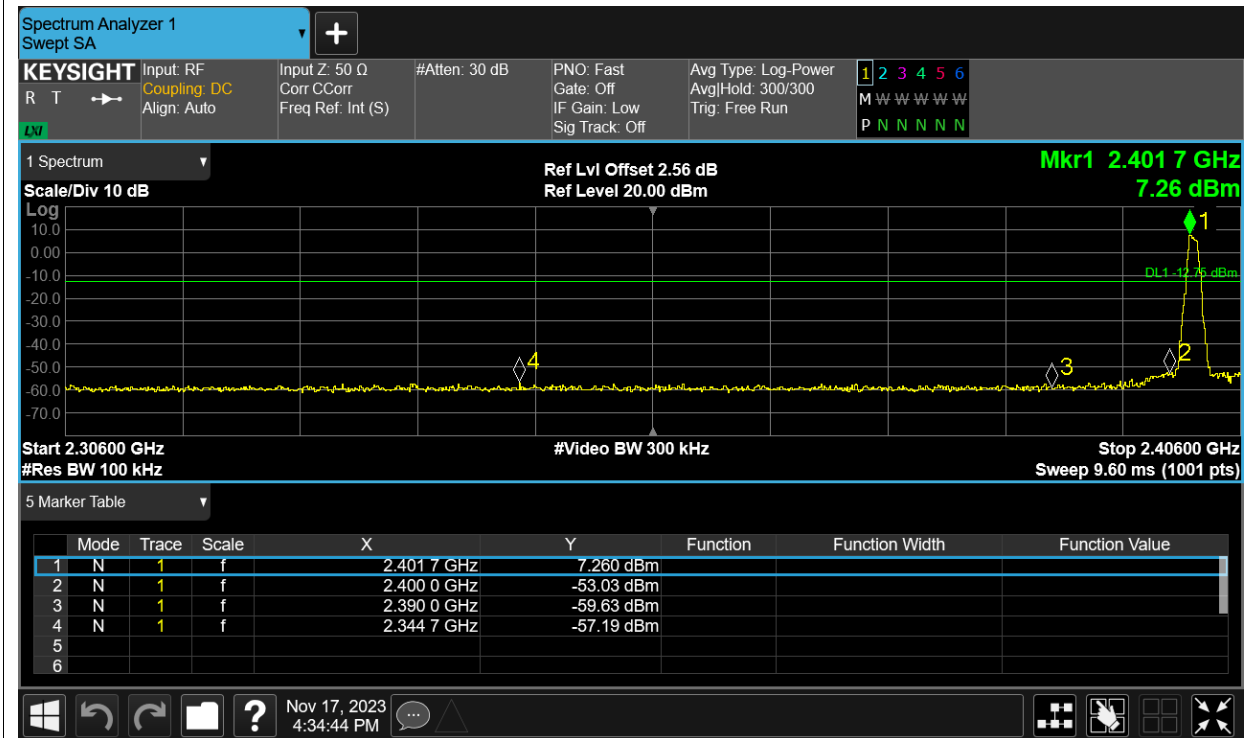 Spectrum Analyzer 1
Swept SA
+
KEYSIGHT Input: RF Input Z: 50 Ω #Atten: 30 dB PNO: Fast Avg Type: Log-Power 1 2 3 4 5 6
R T Coupling: DC Corr CCorr Gate: Off Avg|Hold: 300/300 M W W W W W
Align: Auto Freq Ref: Int (S) IF Gain: Low Trig: Free Run P N N N N N
LXI Sig Track: Off
1 Spectrum Ref Lvl Offset 2.56 dB Mkr1 2.401 7 GHz
Scale/Div 10 dB Ref Level 20.00 dBm 7.26 dBm
Log
1
10.0
0.00
DL1 -12.75 dBm
-10.0
-20.0
-30.0
-40.0
4 3 2
-50.0
-60.0
-70.0
Start 2.30600 GHz #Video BW 300 kHz Stop 2.40600 GHz
#Res BW 100 kHz Sweep 9.60 ms (1001 pts)
5 Marker Table
Mode Trace Scale X Y Function Function Width Function Value
1 N 1 f 2.401 7 GHz 7.260 dBm
2 N 1 f 2.400 0 GHz -53.03 dBm
3 N 1 f 2.390 0 GHz -59.63 dBm
4 N 1 f 2.344 7 GHz -57.19 dBm
5
6
? Nov 17, 2023
4:34:44 PM